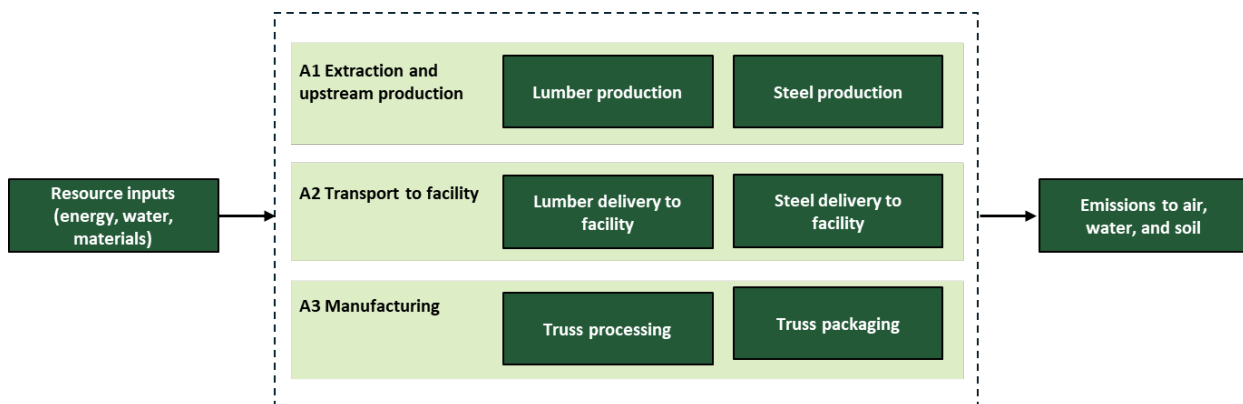 A1 Extraction and
upstream production
Lumber production
Steel production
Resource inputs
(energy, water,
materials)
A2 Transport to facility
Lumber delivery to
facility
Steel delivery to
facility
Emissions to air,
water, and soil
A3 Manufacturing
Truss processing
Truss packaging